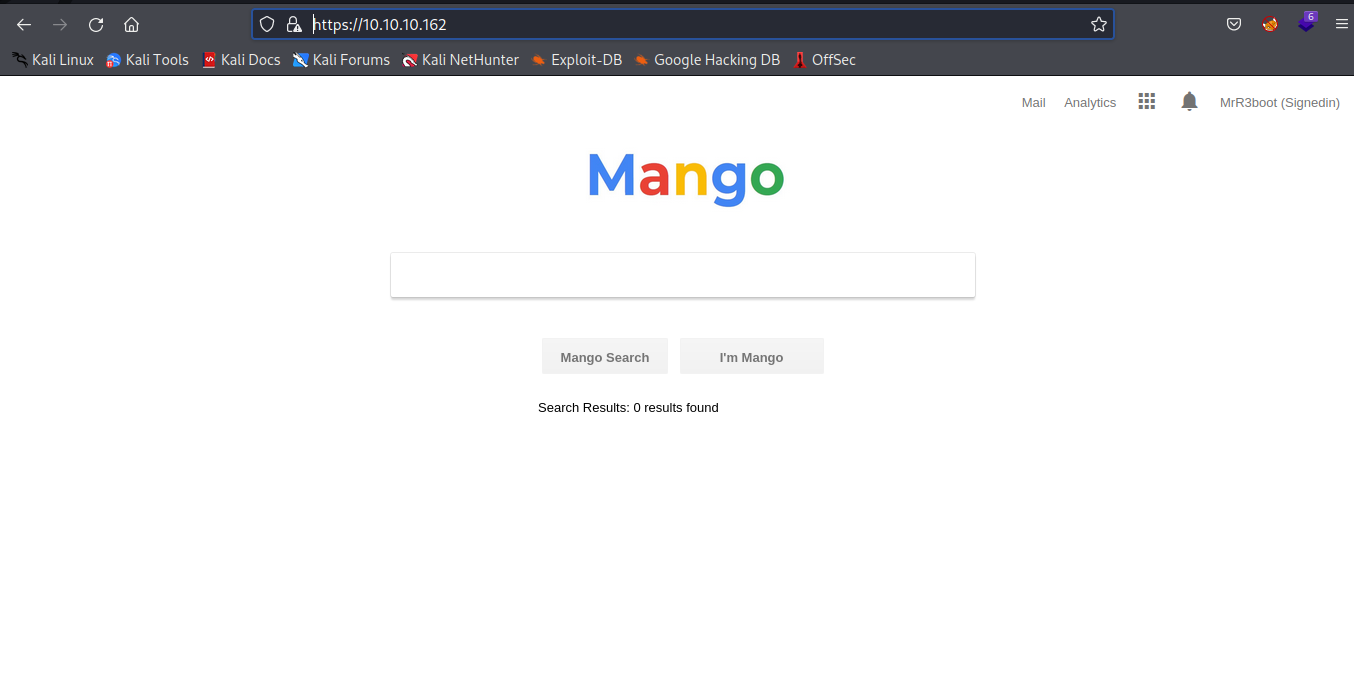 https://10.10.10.162
6
Kali Linux Kali Tools Kali Docs Kali Forums Kali NetHunter Exploit-DB Google Hacking DB OffSec
Mail Analytics MrR3boot (Signedin)
Mango
Mango Search I'm Mango
Search Results: 0 results found